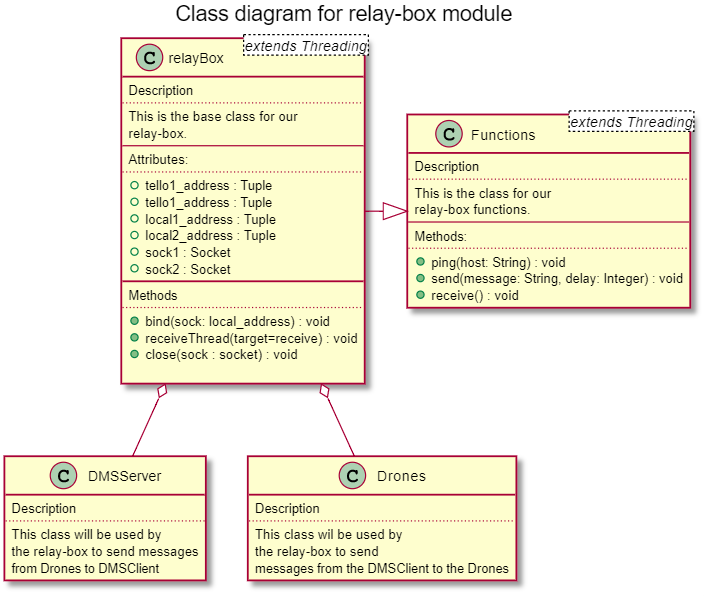 Class diagram for relay-box module
C relayBox
extends Threading
Description
This is the base class for our
relay-box.
Attributes:
tello1_address : Tuple
tello1_address : Tuple
local1_address : Tuple
local2_address : Tuple
sock1 : Socket
sock2 : Socket
Methods
bind(sock: local_address) : void
receiveThread(target=receive) : void
close(sock : socket) : void
C Functions
extends Threading
Description
This is the class for our
relay-box functions.
Methods:
ping(host: String) : void
send(message: String, delay: Integer) : void
receive() : void
C DMSServer
Description
This class will be used by
the relay-box to send messages
from Drones to DMSClient
C Drones
Description
This class wil be used by
the relay-box to send
messages from the DMSClient to the Drones